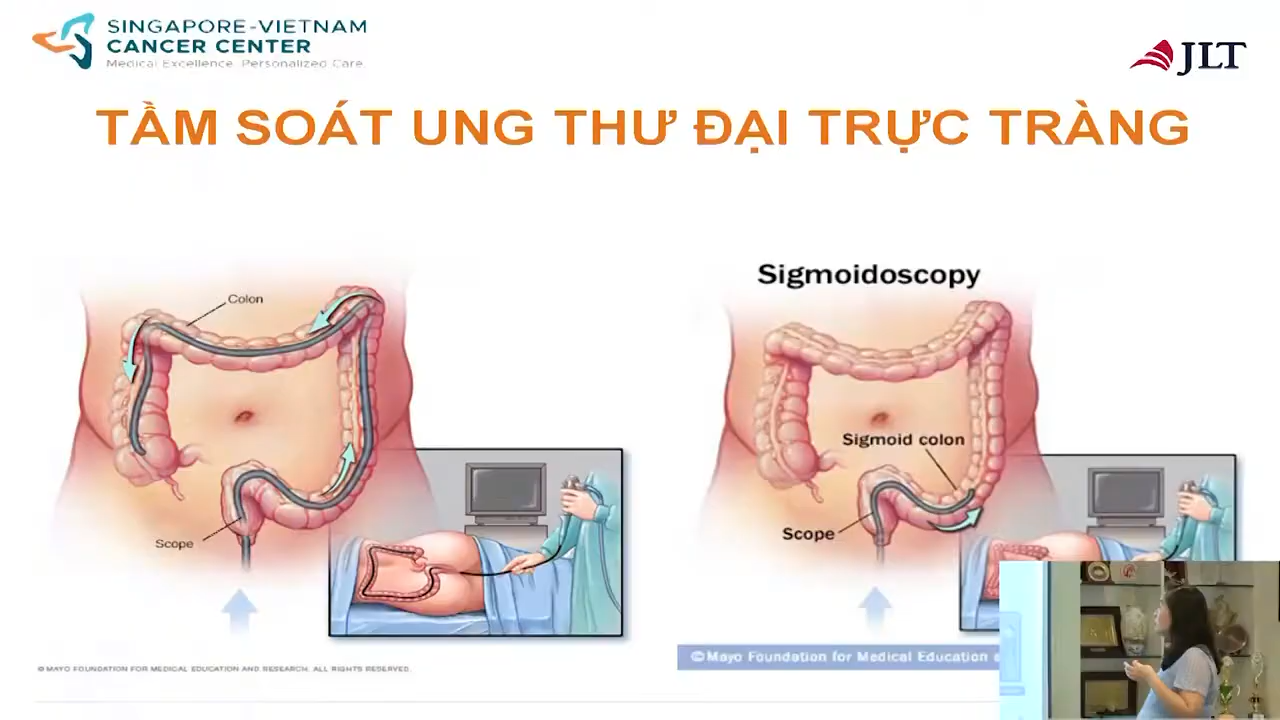 SINGAPORE-VIETNAM
CANCER CENTER
Medical Excellence. Personalized Care.
JLT
TẦM SOÁT UNG THƯ ĐẠI TRỰC TRÀNG
Colon
Scope
© MAYO FOUNDATION FOR MEDICAL EDUCATION AND RESEARCH. ALL RIGHTS RESERVED.
Sigmoidoscopy
Sigmoid colon
Scope
© Mayo Foundation for Medical Education